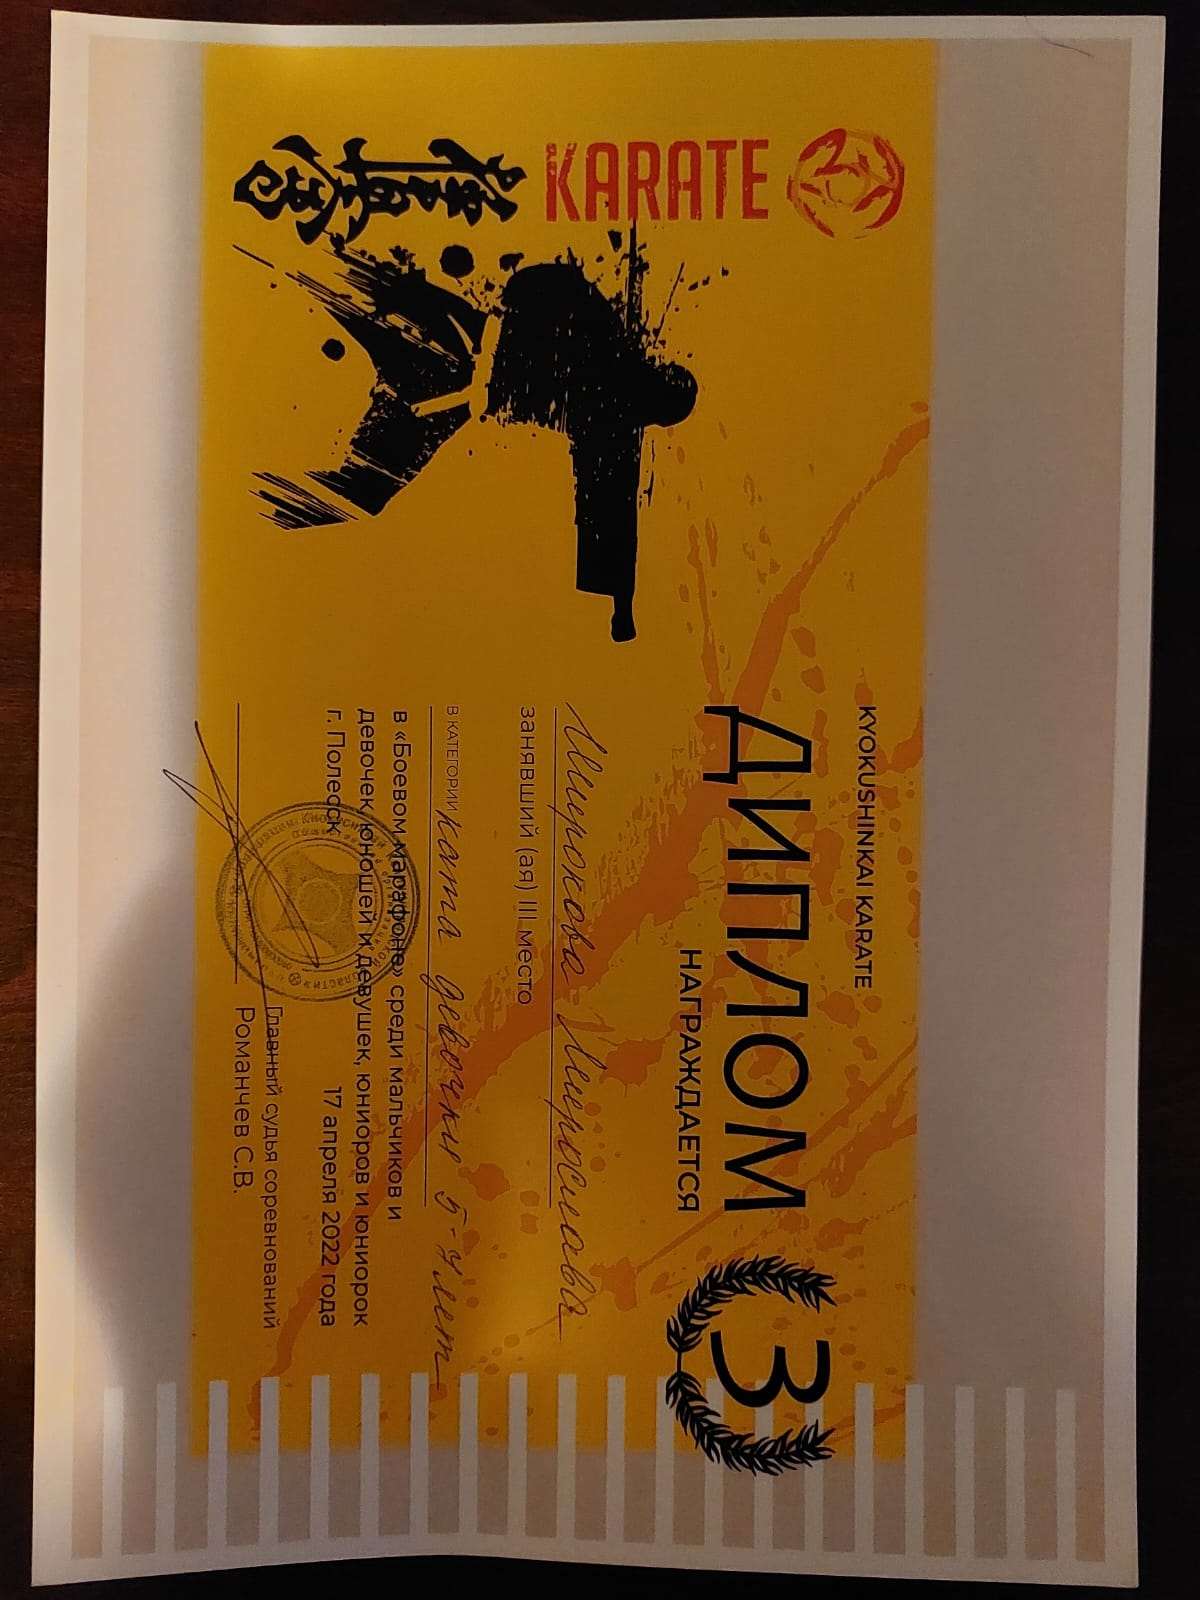 KARATE
KYOKUSHINKAI KARATE
ДИПЛОМ
3
НАГРАЖДАЕТСЯ
Широкова Мирослава
занявший (ая) III место
В КАТЕГОРИИ ката девочки 5-7 лет
в «Боевом марафоне» среди мальчиков и
девочек, юношей и девушек, юниоров и юниорок
г. Полесск 17 апреля 2022 года
Главный судья соревнований
Романчев С.В.